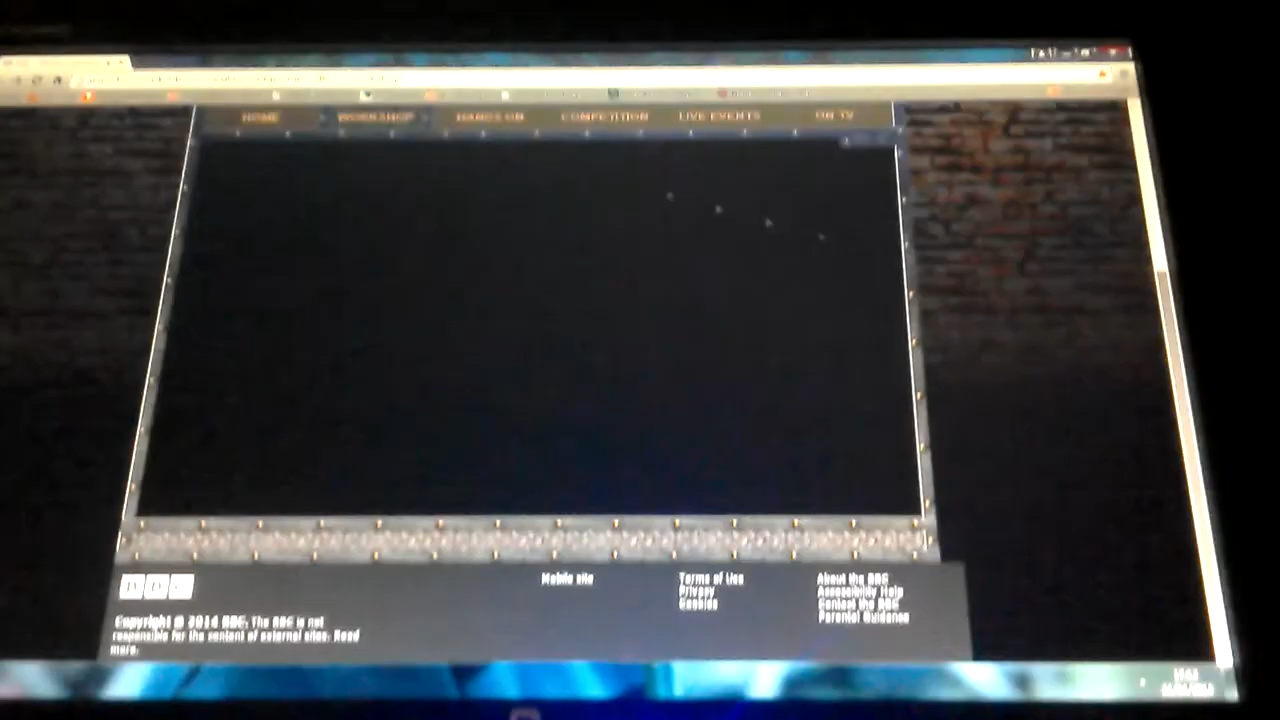 HOME WORKSHOP HANDS ON COMPETITION LIVE EVENTS ON TV
BBC
Mobile site
Terms of Use
Privacy
Cookies
About the BBC
Accessibility Help
Contact the BBC
Parental Guidance
Copyright © 2014 BBC. The BBC is not
responsible for the content of external sites. Read
more.